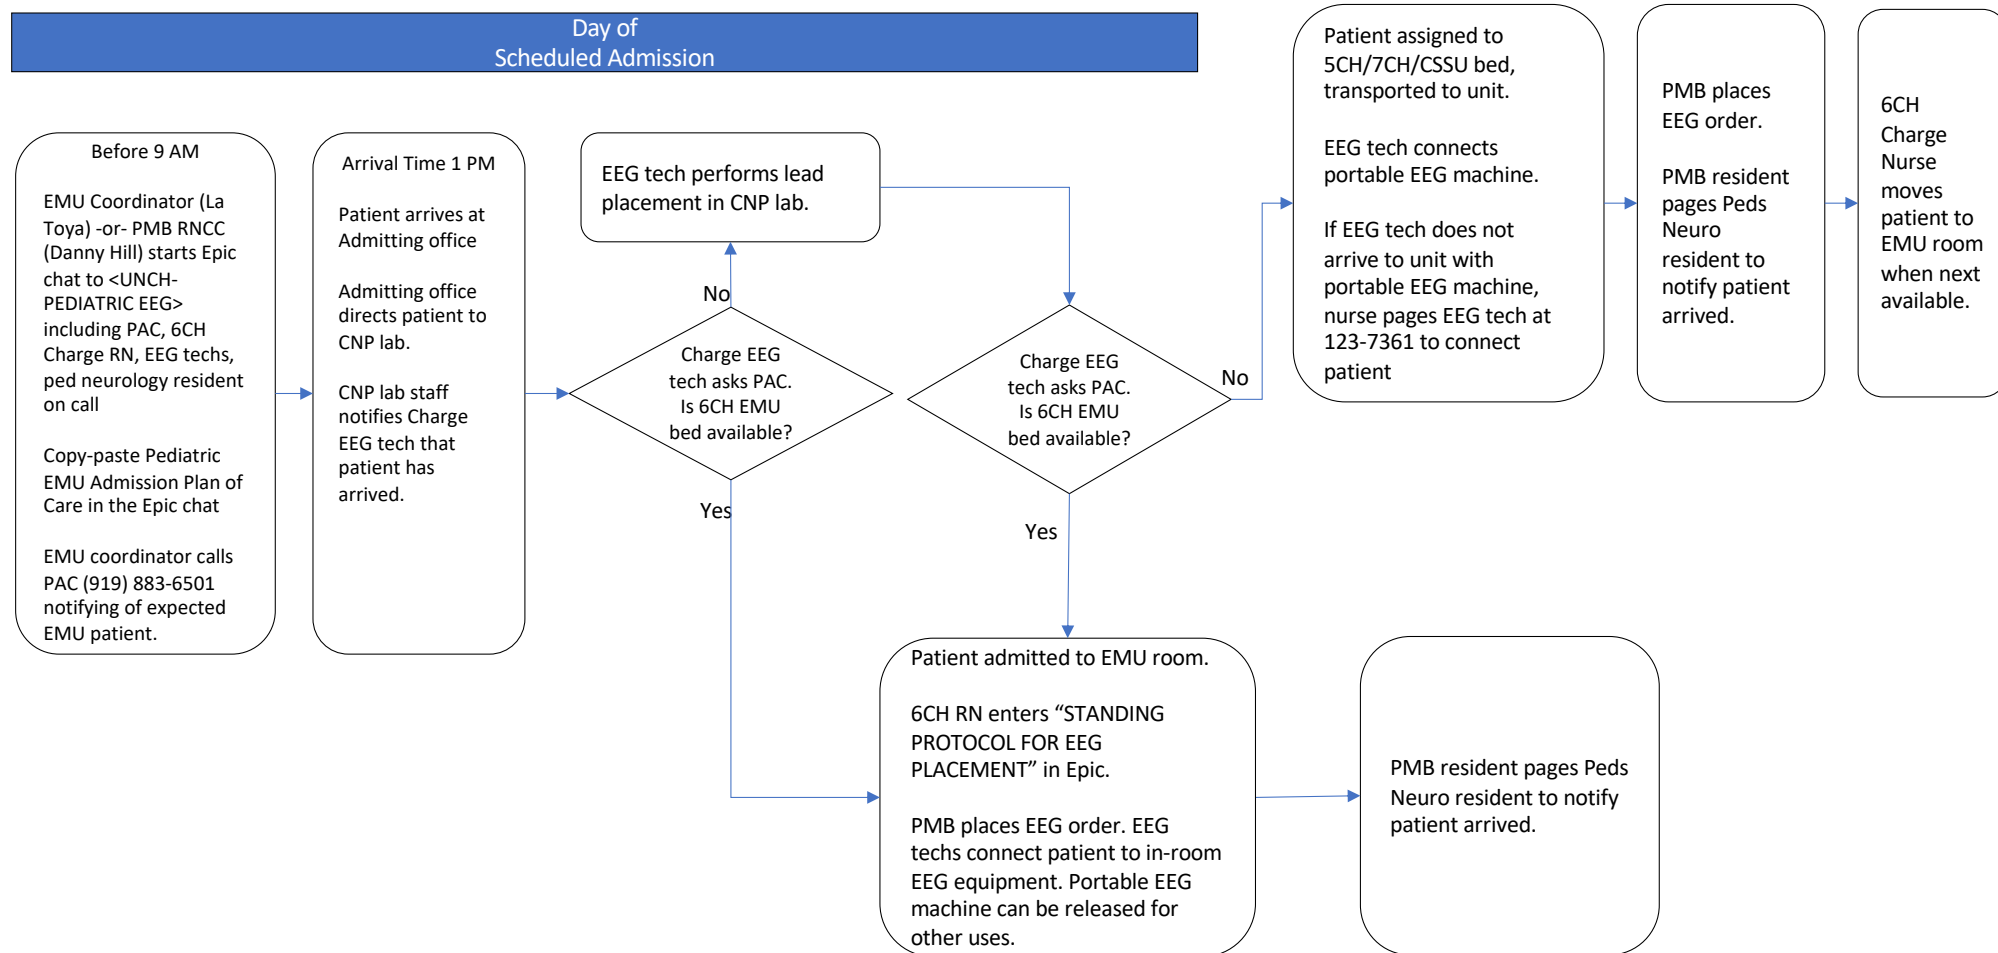 Day of
Scheduled Admission
Before 9 AM
EMU Coordinator (La
Toya) -or- PMB RNCC
(Danny Hill) starts Epic
chat to <UNCH-
PEDIATRIC EEG>
including PAC, 6CH
Charge RN, EEG techs,
ped neurology resident
on call
Copy-paste Pediatric
EMU Admission Plan of
Care in the Epic chat
EMU coordinator calls
PAC (919) 883-6501
notifying of expected
EMU patient.
Arrival Time 1 PM
Patient arrives at
Admitting office
Admitting office
directs patient to
CNP lab.
CNP lab staff
notifies Charge
EEG tech that
patient has
arrived.
Charge EEG
tech asks PAC.
Is 6CH EMU
bed available?
No
Yes
EEG tech performs lead
placement in CNP lab.
Charge EEG
tech asks PAC.
Is 6CH EMU
bed available?
No
Yes
Patient assigned to
5CH/7CH/CSSU bed,
transported to unit.
EEG tech connects
portable EEG machine.
If EEG tech does not
arrive to unit with
portable EEG machine,
nurse pages EEG tech at
123-7361 to connect
patient
PMB places
EEG order.
PMB resident
pages Peds
Neuro
resident to
notify patient
arrived.
6CH
Charge
Nurse
moves
patient to
EMU room
when next
available.
Patient admitted to EMU room.
6CH RN enters “STANDING
PROTOCOL FOR EEG
PLACEMENT” in Epic.
PMB places EEG order. EEG
techs connect patient to in-room
EEG equipment. Portable EEG
machine can be released for
other uses.
PMB resident pages Peds
Neuro resident to notify
patient arrived.